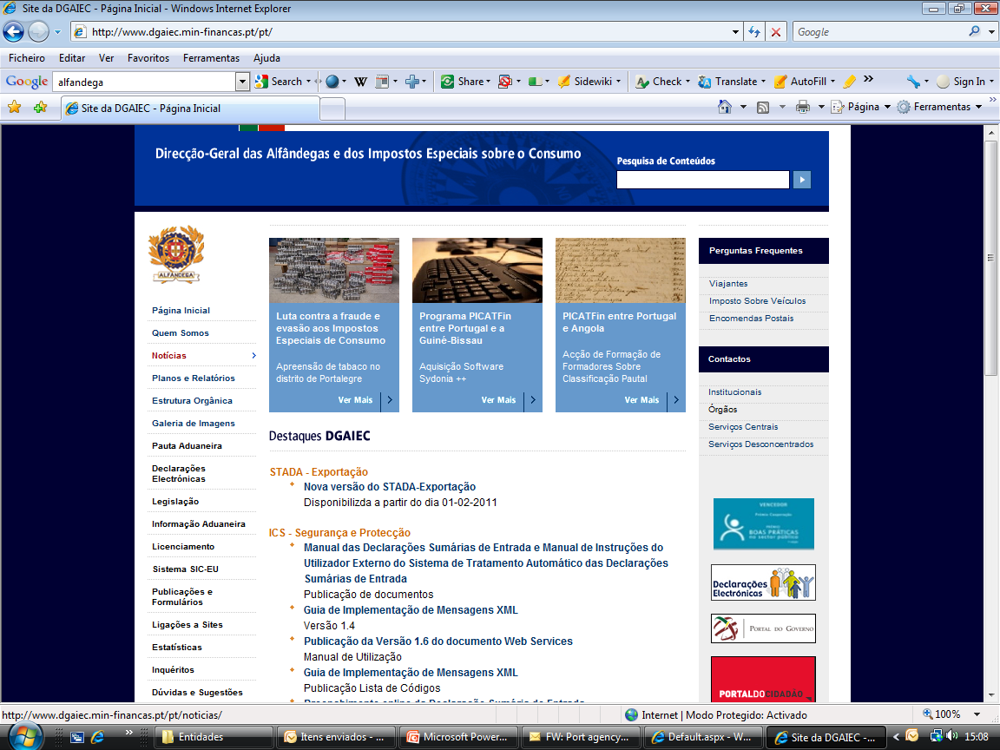 Site da DGAIEC - Página Inicial - Windows Internet Explorer
http://www.dgaiec.min-financas.pt/pt/
Google
Ficheiro Editar Ver Favoritos Ferramentas Ajuda
Google alfandega Search W Share Sidewiki Check Translate AutoFill Sign In
Site da DGAIEC - Página Inicial
Página Ferramentas
Direcção-Geral das Alfândegas e dos Impostos Especiais sobre o Consumo
Pesquisa de Conteúdos
ALFÂNDEGA
Página Inicial
Quem Somos
Notícias
Planos e Relatórios
Estrutura Orgânica
Galeria de Imagens
Pauta Aduaneira
Declarações
Electrónicas
Legislação
Informação Aduaneira
Licenciamento
Sistema SIC-EU
Publicações e
Formulários
Ligações a Sites
Estatísticas
Inquéritos
Dúvidas e Sugestões
Luta contra a fraude e
evasão aos Impostos
Especiais de Consumo
Apreensão de tabaco no
distrito de Portalegre
Ver Mais
Programa PICATFin
entre Portugal e a
Guiné-Bissau
Aquisição Software
Sydonia ++
Ver Mais
PICATFin entre Portugal
e Angola
Acção de Formação de
Formadores Sobre
Classificação Pautal
Ver Mais
Destaques DGAIEC
STADA - Exportação
Nova versão do STADA-Exportação
Disponibilizda a partir do dia 01-02-2011
ICS - Segurança e Protecção
Manual das Declarações Sumárias de Entrada e Manual de Instruções do
Utilizador Externo do Sistema de Tratamento Automático das Declarações
Sumárias de Entrada
Publicação de documentos
Guia de Implementação de Mensagens XML
Versão 1.4
Publicação da Versão 1.6 do documento Web Services
Manual de Utilização
Guia de Implementação de Mensagens XML
Publicação Lista de Códigos
Preenchimento online da Declaração Sumária de Entrada
Perguntas Frequentes
Viajantes
Imposto Sobre Veículos
Encomendas Postais
Contactos
Institucionais
Órgãos
Serviços Centrais
Serviços Desconcentrados
VENCEDOR
Prémio Cooperação
PRÉMIO
BOAS PRÁTICAS
no sector público
Declarações
Electrónicas
PORTAL DO GOVERNO
PORTALDOCIDADÃO
http://www.dgaiec.min-financas.pt/pt/noticias/
Internet | Modo Protegido: Activado
100%
Entidades
Itens enviados - ...
Microsoft Power...
FW: Port agency...
Default.aspx - W...
Site da DGAIEC -...
15:08